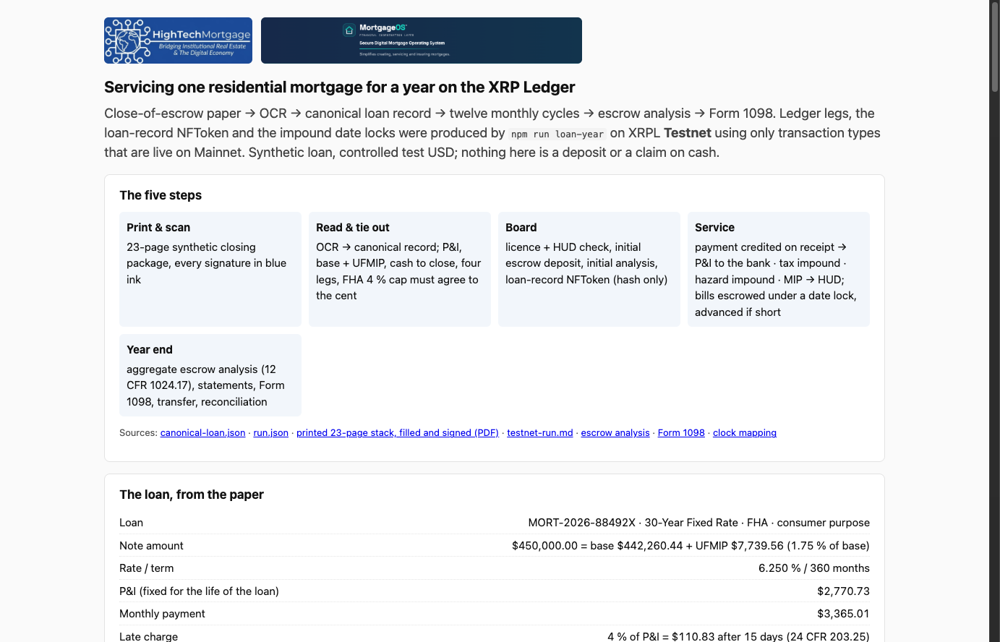 HighTechMortgage
Bridging Institutional Real Estate
& The Digital Economy
MortgageOS™
FINANCIAL COORDINATION LAYER
Secure Digital Mortgage Operating System
Simplifies creating, servicing and insuring mortgages.
Servicing one residential mortgage for a year on the XRP Ledger
Close-of-escrow paper → OCR → canonical loan record → twelve monthly cycles → escrow analysis → Form 1098. Ledger legs, the
loan-record NFToken and the impound date locks were produced by npm run loan-year on XRPL Testnet using only transaction types
that are live on Mainnet. Synthetic loan, controlled test USD; nothing here is a deposit or a claim on cash.
The five steps
Print & scan
23-page synthetic closing
package, every signature in blue
ink
Read & tie out
OCR → canonical record; P&I,
base + UFMIP, cash to close, four
legs, FHA 4 % cap must agree to
the cent
Board
licence + HUD check, initial
escrow deposit, initial analysis,
loan-record NFToken (hash only)
Service
payment credited on receipt →
P&I to the bank · tax impound ·
hazard impound · MIP → HUD;
bills escrowed under a date lock,
advanced if short
Year end
aggregate escrow analysis (12
CFR 1024.17), statements, Form
1098, transfer, reconciliation
Sources: canonical-loan.json · run.json · printed 23-page stack, filled and signed (PDF) · testnet-run.md · escrow analysis · Form 1098 · clock mapping
The loan, from the paper
Loan MORT-2026-88492X · 30-Year Fixed Rate · FHA · consumer purpose
Note amount $450,000.00 = base $442,260.44 + UFMIP $7,739.56 (1.75 % of base)
Rate / term 6.250 % / 360 months
P&I (fixed for the life of the loan) $2,770.73
Monthly payment $3,365.01
Late charge 4 % of P&I = $110.83 after 15 days (24 CFR 203.25)